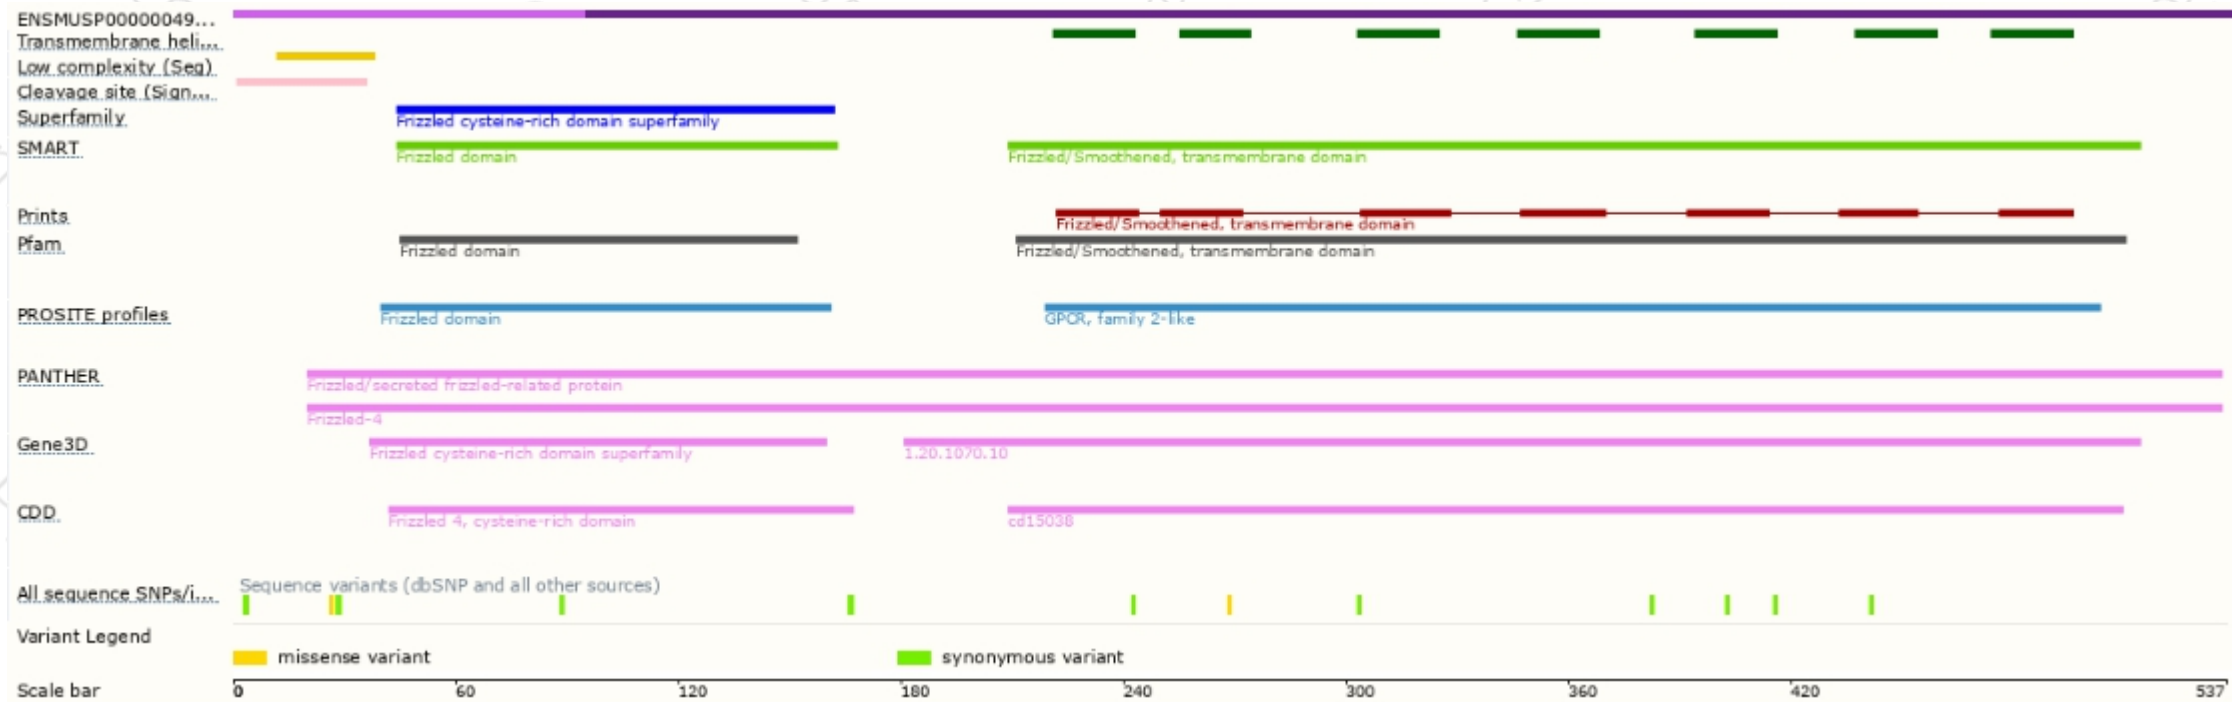 ENSMUSP00000049...
Transmembrane heli...
Low complexity (Seg)
Cleavage site (Sign...
Superfamily
Frizzled cysteine-rich domain superfamily
SMART
Frizzled domain
Frizzled/Smoothened, transmembrane domain
Prints
Frizzled/Smoothened, transmembrane domain
Pfam
Frizzled domain
Frizzled/Smoothened, transmembrane domain
PROSITE profiles
Frizzled domain
GPCR, family 2-like
PANTHER
Frizzled/secreted frizzled-related protein
Frizzled-4
Gene3D
Frizzled cysteine-rich domain superfamily
1.20.1070.10
CDD
Frizzled 4, cysteine-rich domain
cd15038
Sequence variants (dbSNP and all other sources)
All sequence SNPs/i...
Variant Legend
missense variant
synonymous variant
Scale bar
0 60 120 180 240 300 360 420 537